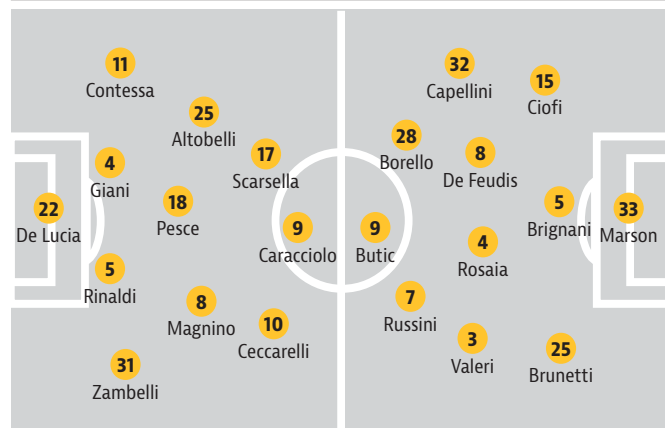 11
Contessa
25
Altobelli
17
Scarsella
4
Giani
22
De Lucia
18
Pesce
9
Caracciolo
5
Rinaldi
8
Magnino
10
Ceccarelli
31
Zambelli
32
Capellini
15
Ciofi
28
Borello
8
De Feudis
5
Brignani
33
Marson
9
Butic
4
Rosaia
7
Russini
3
Valeri
25
Brunetti